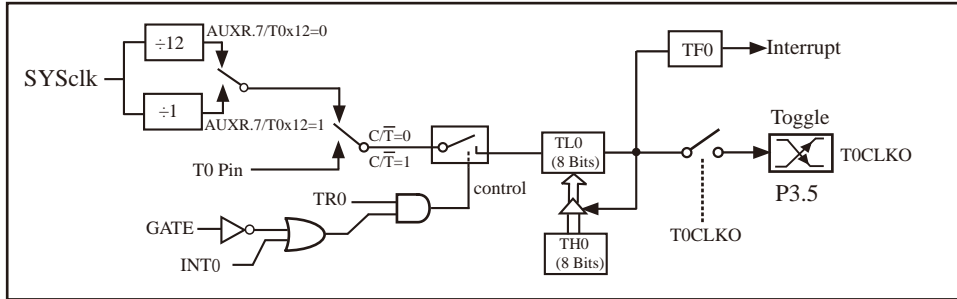 AUXR.7/T0x12=0
÷12
SYSclk
÷1
AUXR.7/T0x12=1
T0 Pin
C/T̅=0
C/T̅=1
control
TR0
GATE
INT0
TL0
(8 Bits)
TH0
(8 Bits)
TF0
Interrupt
Toggle
T0CLKO
P3.5
T0CLKO